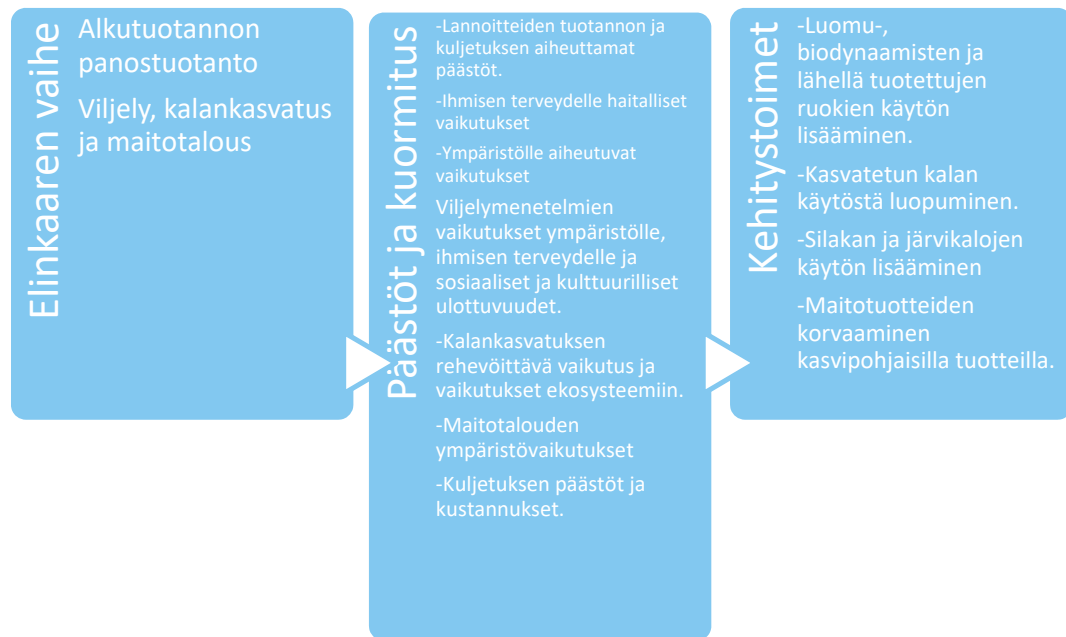 Elinkaaren vaihe
Alkutuotannon
panostuotanto
Viljely, kalankasvatus
ja maitotalous
Päästöt ja kuormitus
-Lannoitteiden tuotannon ja
kuljetuksen aiheuttamat
päästöt.
-Ihmisen terveydelle haitalliset
vaikutukset
-Ympäristölle aiheutuvat
vaikutukset
Viljelymenetelmien
vaikutukset ympäristölle,
ihmisen terveydelle ja
sosiaaliset ja kulttuurilliset
ulottuvuudet.
-Kalankasvatuksen
rehevöittävä vaikutus ja
vaikutukset ekosysteemiin.
-Maitotalouden
ympäristövaikutukset
-Kuljetuksen päästöt ja
kustannukset.
Kehitystoimet
-Luomu-,
biodynaamisten ja
lähellä tuotettujen
ruokien käytön
lisääminen.
-Kasvatetun kalan
käytöstä luopuminen.
-Silakan ja järvikalojen
käytön lisääminen
-Maitotuotteiden
korvaaminen
kasvipohjaisilla tuotteilla.